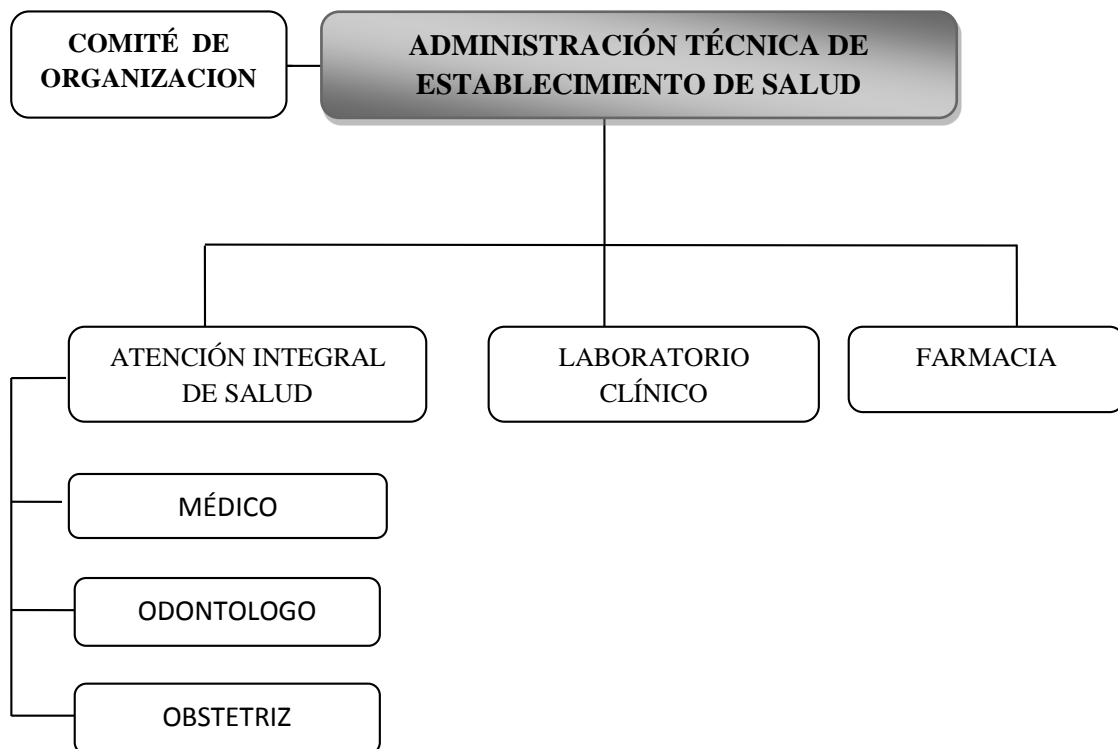 COMITÉ DE
ORGANIZACION
ADMINISTRACIÓN TÉCNICA DE
ESTABLECIMIENTO DE SALUD
ATENCIÓN INTEGRAL
DE SALUD
LABORATORIO
CLÍNICO
FARMACIA
MÉDICO
ODONTOLOGO
OBSTETRIZ